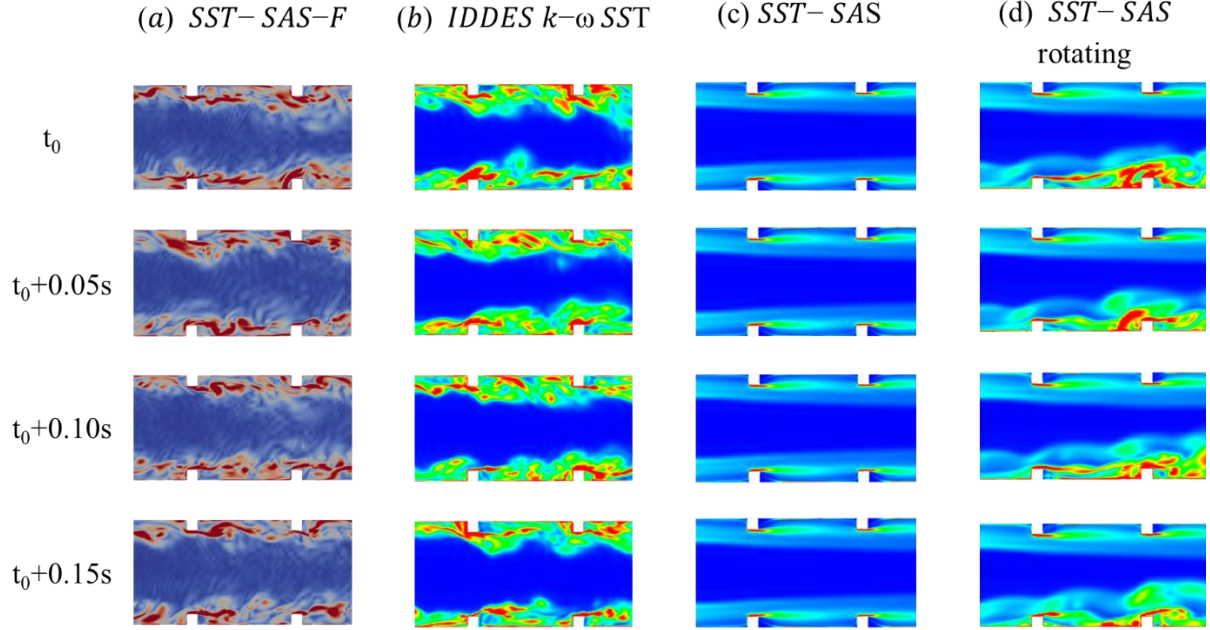 (a) SST− SAS−F
(b) IDDES k−ω SST
(c) SST−SAS
(d) SST− SAS
rotating
t₀
t₀+0.05s
t₀+0.10s
t₀+0.15s